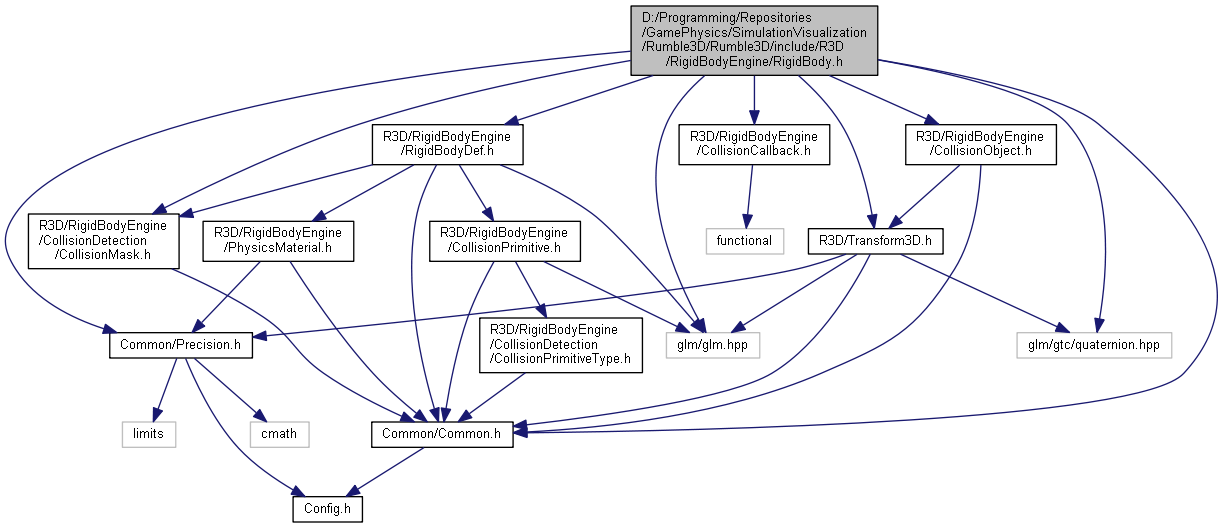 D:/Programming/Repositories
/GamePhysics/SimulationVisualization
/Rumble3D/Rumble3D/include/R3D
/RigidBodyEngine/RigidBody.h
R3D/RigidBodyEngine
/RigidBodyDef.h
R3D/RigidBodyEngine
/CollisionCallback.h
R3D/RigidBodyEngine
/CollisionObject.h
R3D/RigidBodyEngine
/CollisionDetection
/CollisionMask.h
R3D/RigidBodyEngine
/PhysicsMaterial.h
R3D/RigidBodyEngine
/CollisionPrimitive.h
functional
R3D/Transform3D.h
Common/Precision.h
R3D/RigidBodyEngine
/CollisionDetection
/CollisionPrimitiveType.h
glm/glm.hpp
glm/gtc/quaternion.hpp
limits
cmath
Common/Common.h
Config.h